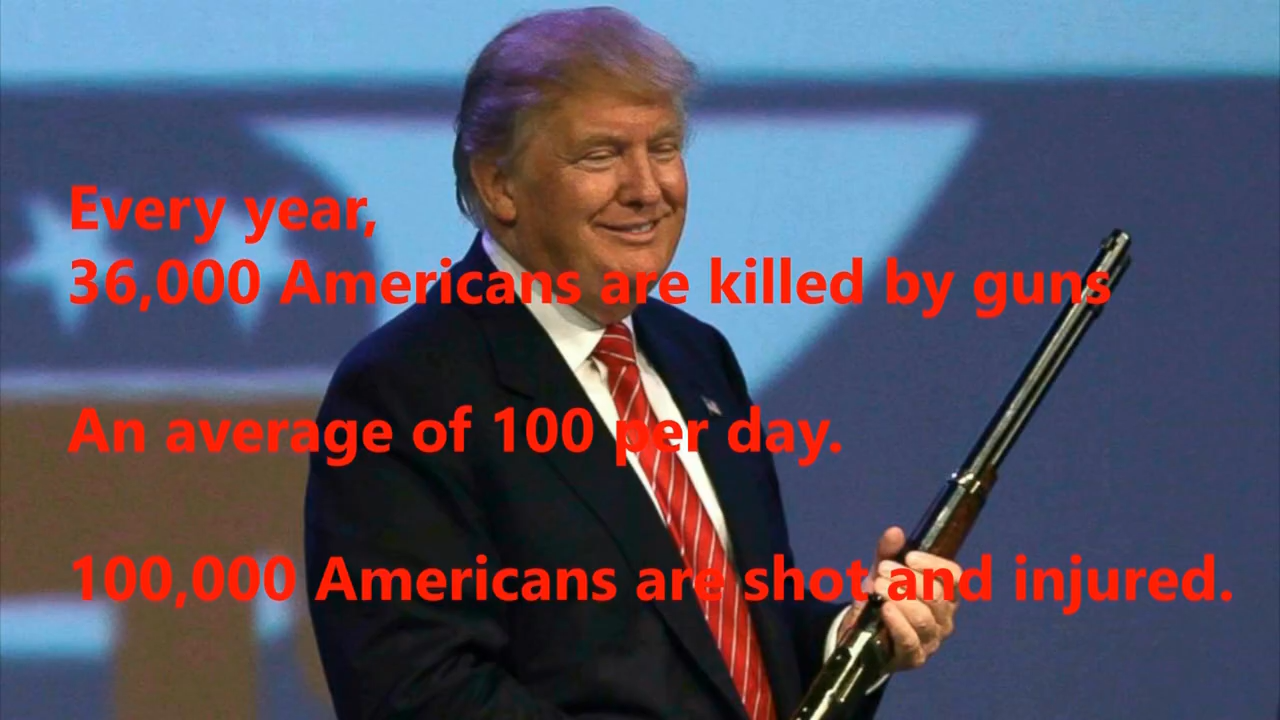 Every year,
36,000 Americans are killed by guns
An average of 100 per day.
100,000 Americans are shot and injured.